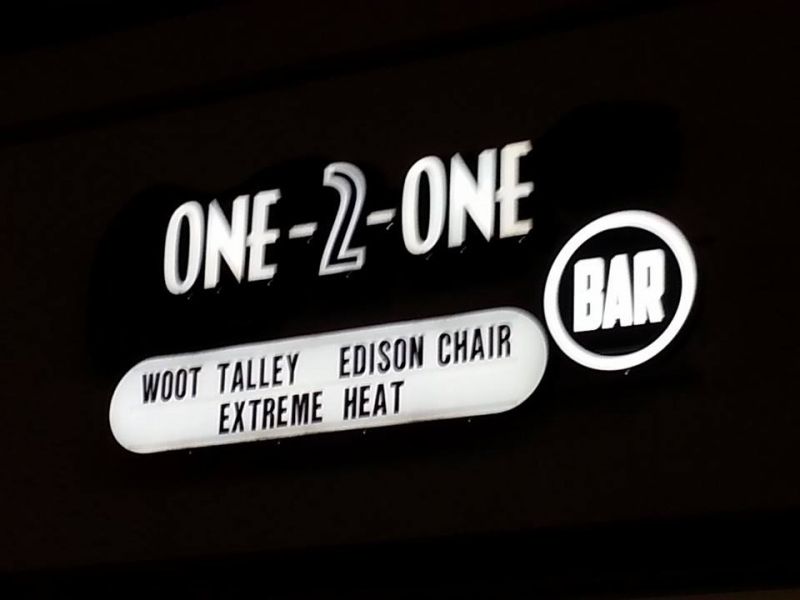 ONE-2-ONE
BAR
WOOT TALLEY EDISON CHAIR
EXTREME HEAT